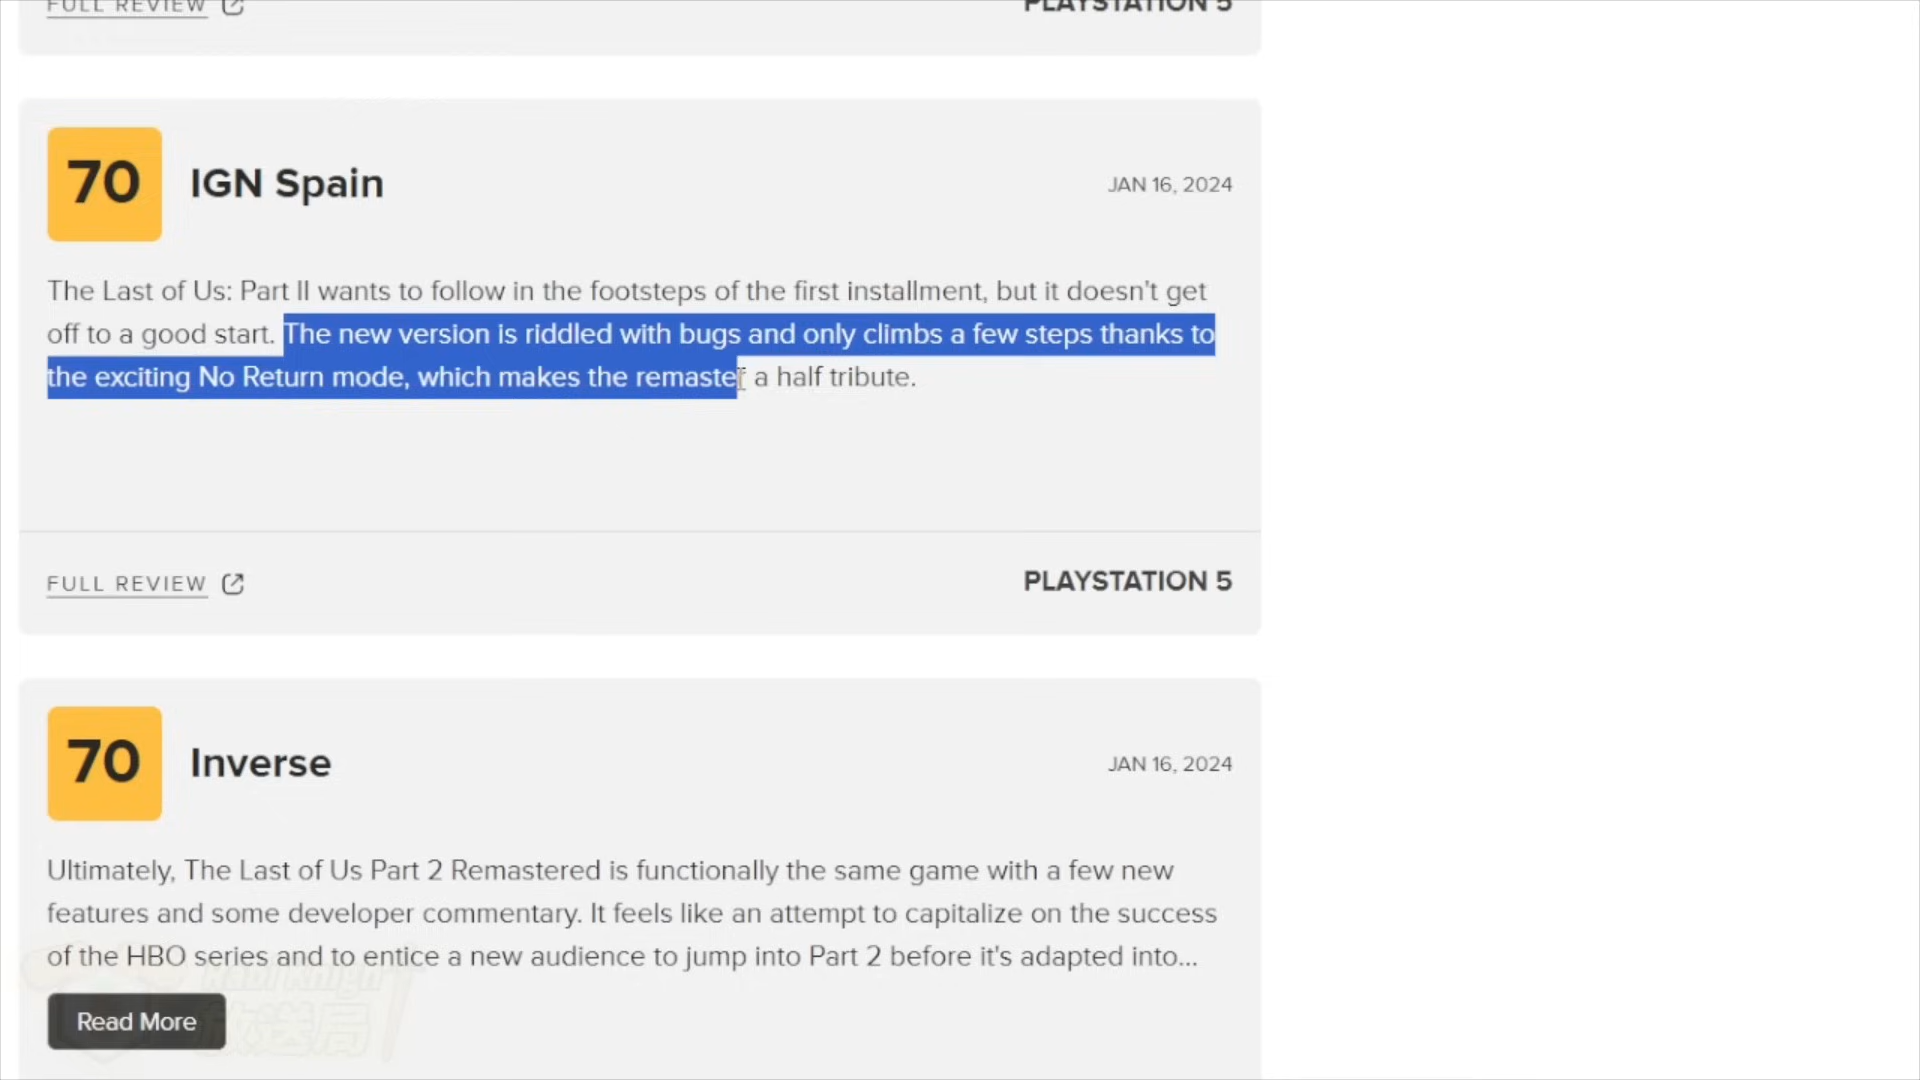 FULL REVIEW
PLAYSTATION 5
70
IGN Spain
JAN 16, 2024
The Last of Us: Part II wants to follow in the footsteps of the first installment, but it doesn't get
off to a good start. The new version is riddled with bugs and only climbs a few steps thanks to
the exciting No Return mode, which makes the remaster a half tribute.
FULL REVIEW
PLAYSTATION 5
70
Inverse
JAN 16, 2024
Ultimately, The Last of Us Part 2 Remastered is functionally the same game with a few new
features and some developer commentary. It feels like an attempt to capitalize on the success
of the HBO series and to entice a new audience to jump into Part 2 before it's adapted into...
放送局
Read More